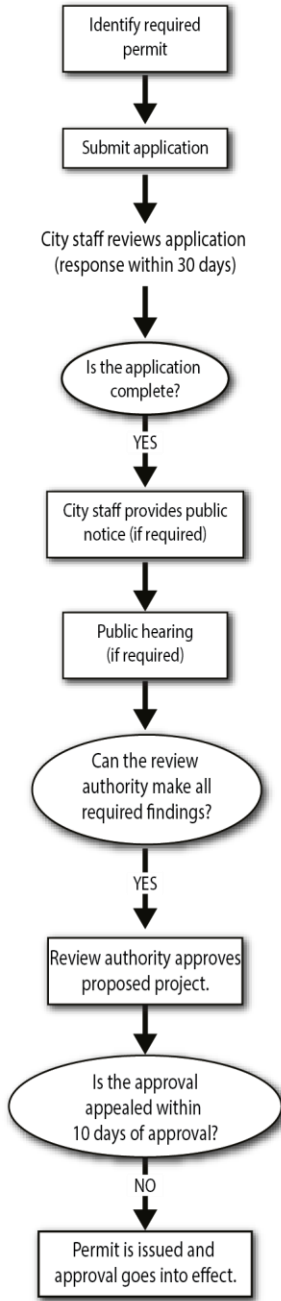 Identify required
permit
Submit application
City staff reviews application
(response within 30 days)
Is the application
complete?
YES
City staff provides public
notice (if required)
Public hearing
(if required)
Can the review
authority make all
required findings?
YES
Review authority approves
proposed project.
Is the approval
appealed within
10 days of approval?
NO
Permit is issued and
approval goes into effect.